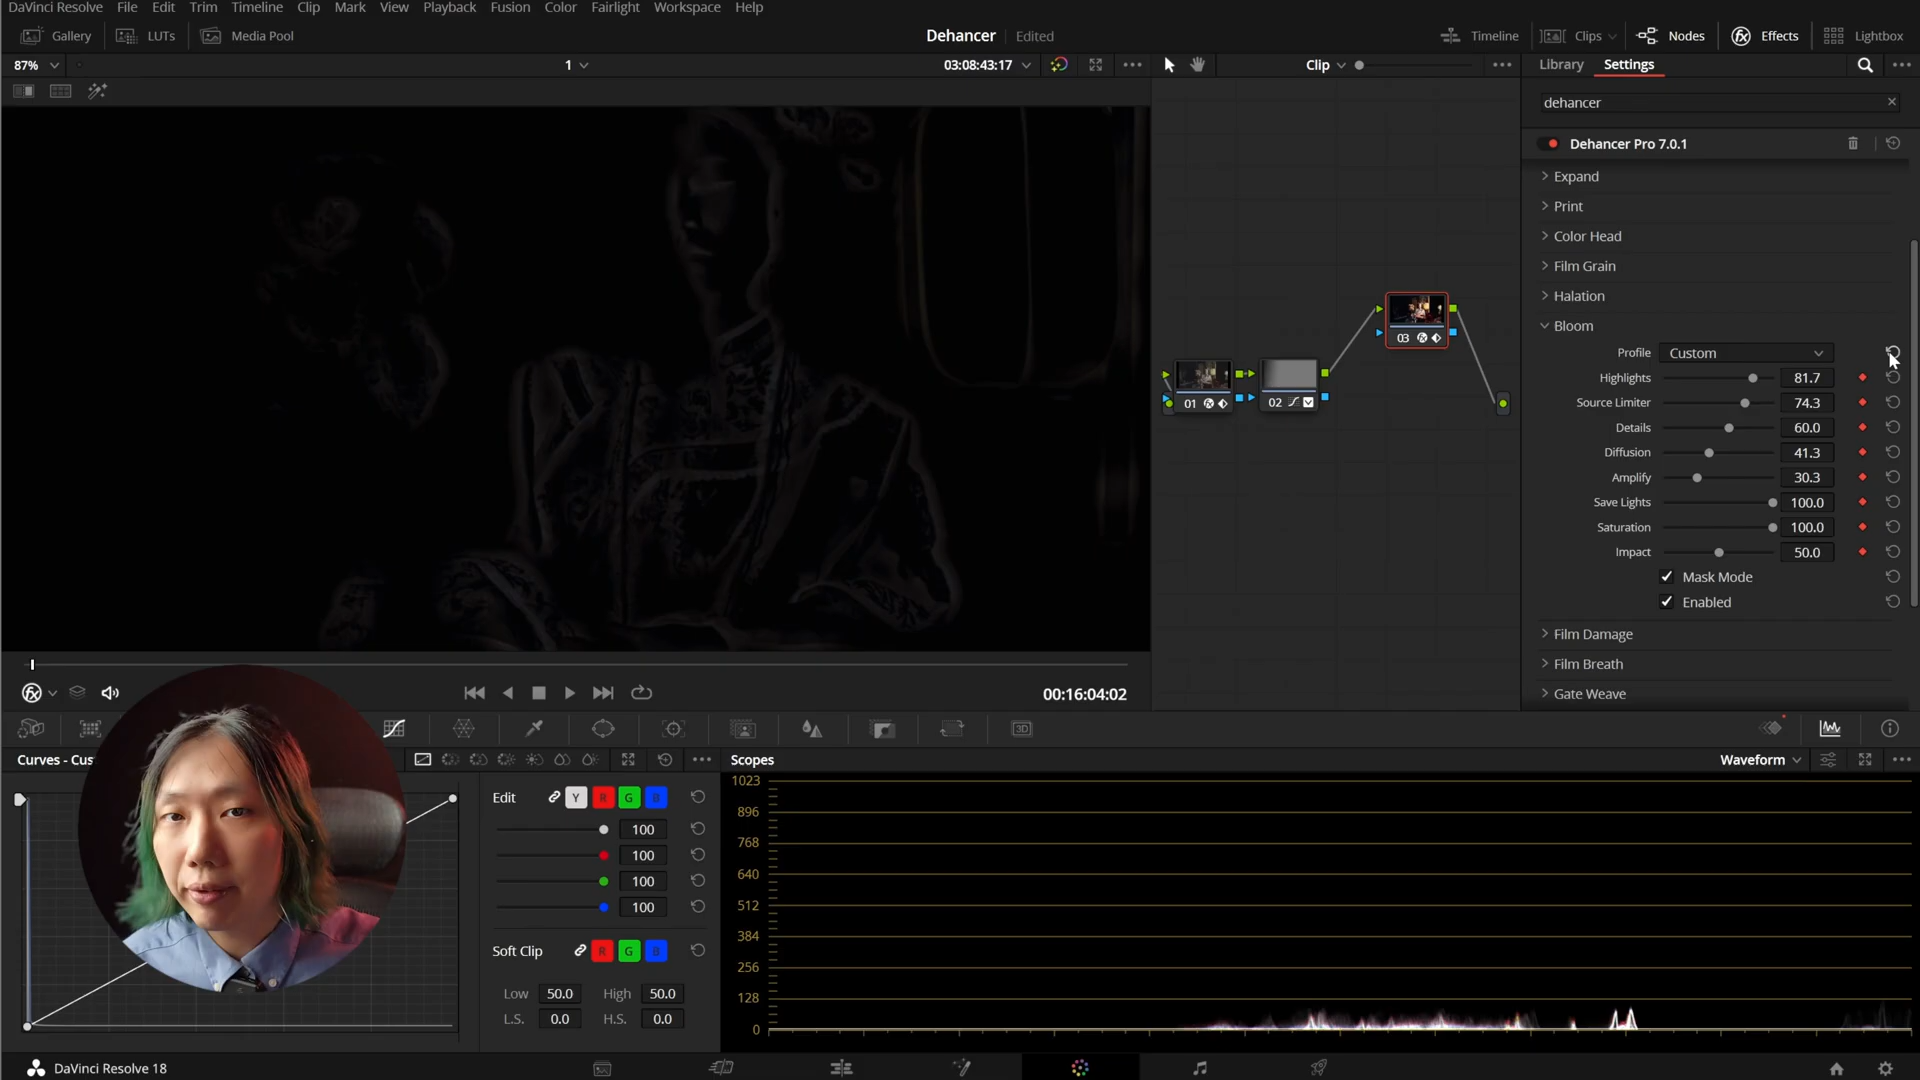 DaVinci Resolve File Edit Trim Timeline Clip Mark View Playback Fusion Color Fairlight Workspace Help
Gallery LUTs Media Pool Dehancer Edited Timeline Clips Nodes Effects Lightbox
87% 1 03:08:43:17 Clip Library Settings
dehancer
Dehancer Pro 7.0.1
Expand
Print
Color Head
Film Grain
Halation
Bloom
Profile Custom
Highlights 81.7
Source Limiter 74.3
Details 60.0
Diffusion 41.3
Amplify 30.3
Save Lights 100.0
Saturation 100.0
Impact 50.0
Mask Mode
Enabled
Film Damage
Film Breath
Gate Weave
03
01 02
00:16:04:02
3D
Curves - Cus
Edit Y R G B
100
100
100
100
Soft Clip R G B
Low 50.0 High 50.0
L.S. 0.0 H.S. 0.0
Scopes Waveform
1023
896
768
640
512
384
256
128
0
DaVinci Resolve 18